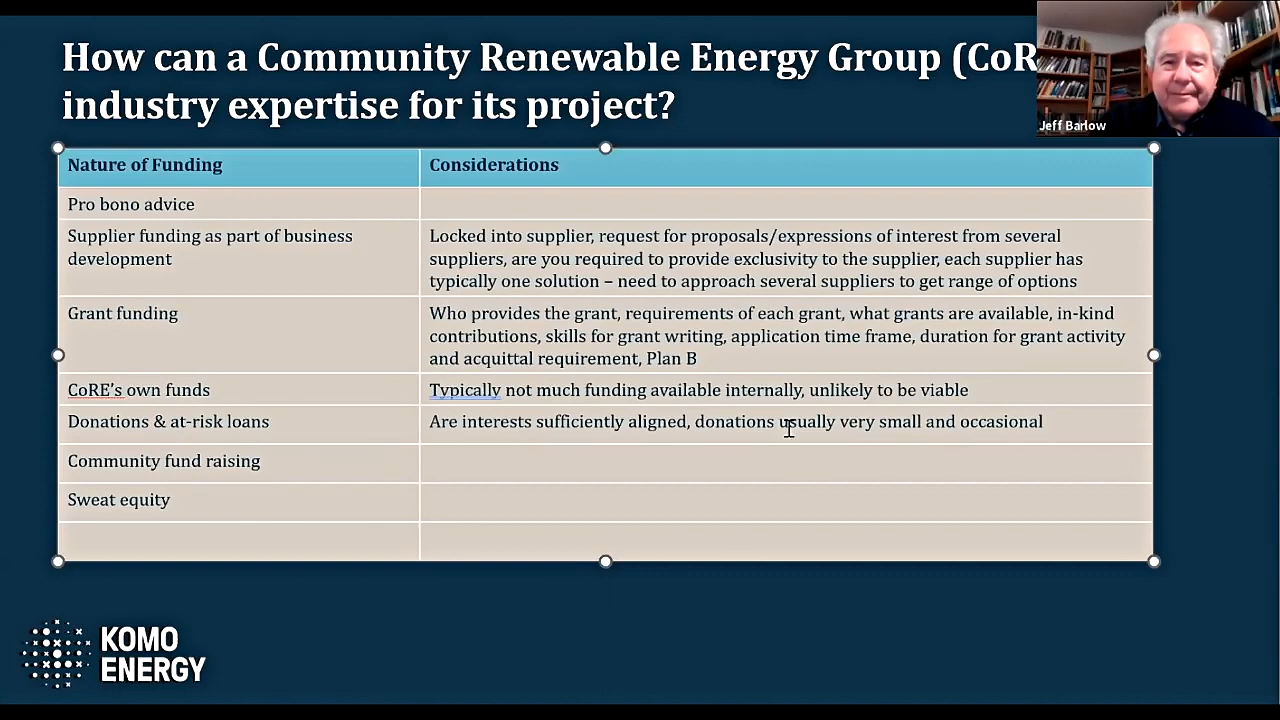 How can a Community Renewable Energy Group (CoR
industry expertise for its project?
Jeff Barlow
Nature of Funding
Considerations
Pro bono advice
Supplier funding as part of business
development
Locked into supplier, request for proposals/expressions of interest from several
suppliers, are you required to provide exclusivity to the supplier, each supplier has
typically one solution – need to approach several suppliers to get range of options
Grant funding
Who provides the grant, requirements of each grant, what grants are available, in-kind
contributions, skills for grant writing, application time frame, duration for grant activity
and acquittal requirement, Plan B
CoRE's own funds
Typically not much funding available internally, unlikely to be viable
Donations & at-risk loans
Are interests sufficiently aligned, donations usually very small and occasional
Community fund raising
Sweat equity
KOMO
ENERGY